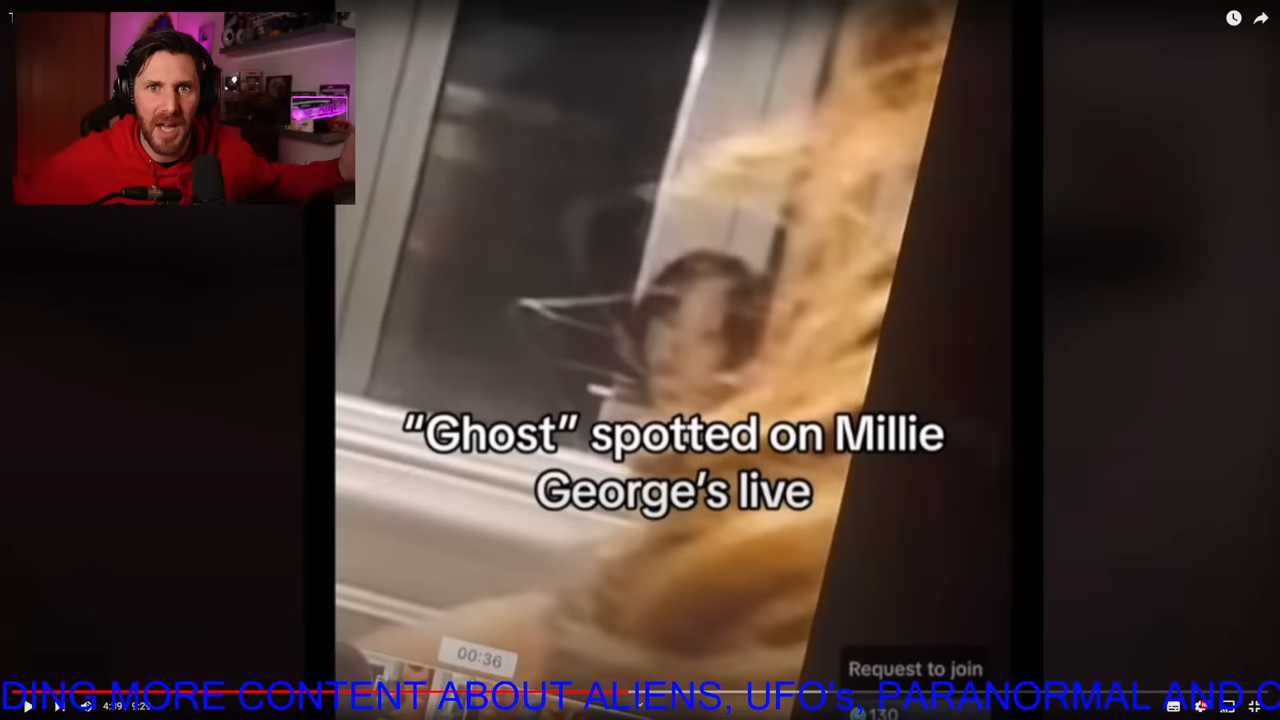 "Ghost" spotted on Millie
George's live
00:36
Request to join
130
DING MORE CONTENT ABOUT ALIENS, UFO's, PARANORMAL AND C